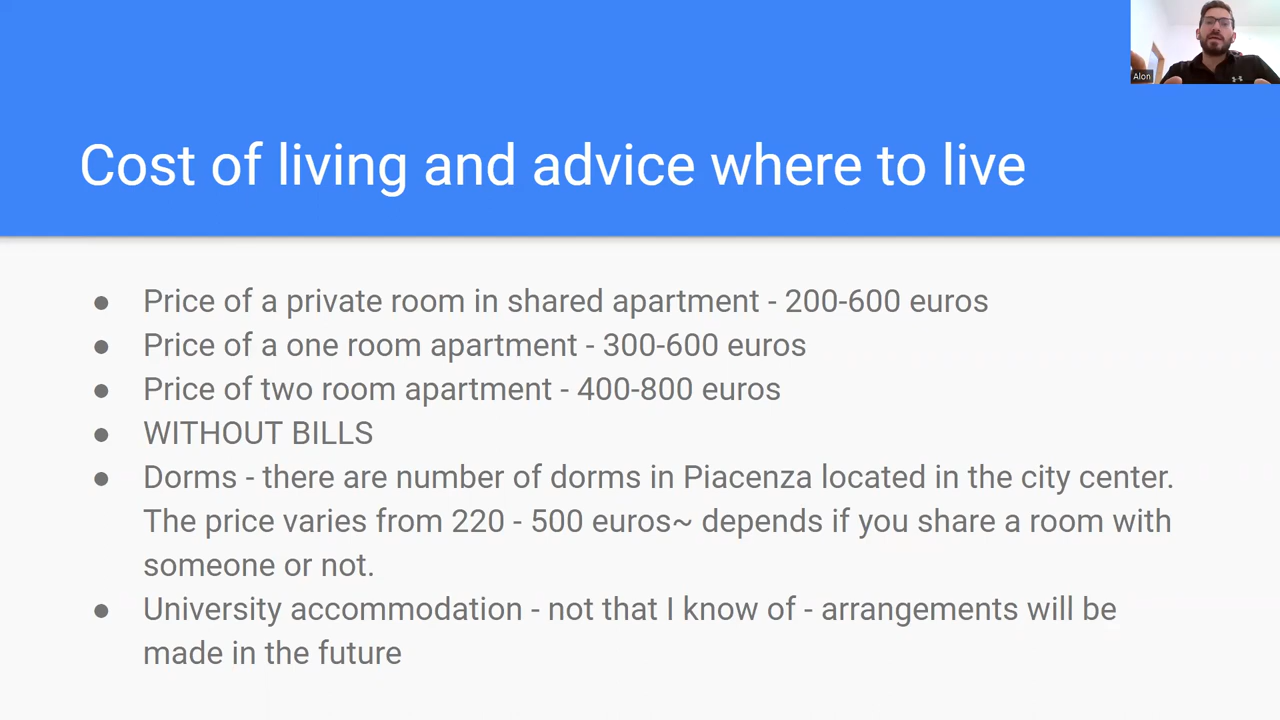 Alon
Cost of living and advice where to live
● Price of a private room in shared apartment - 200-600 euros
● Price of a one room apartment - 300-600 euros
● Price of two room apartment - 400-800 euros
● WITHOUT BILLS
● Dorms - there are number of dorms in Piacenza located in the city center.
The price varies from 220 - 500 euros~ depends if you share a room with
someone or not.
● University accommodation - not that I know of - arrangements will be
made in the future